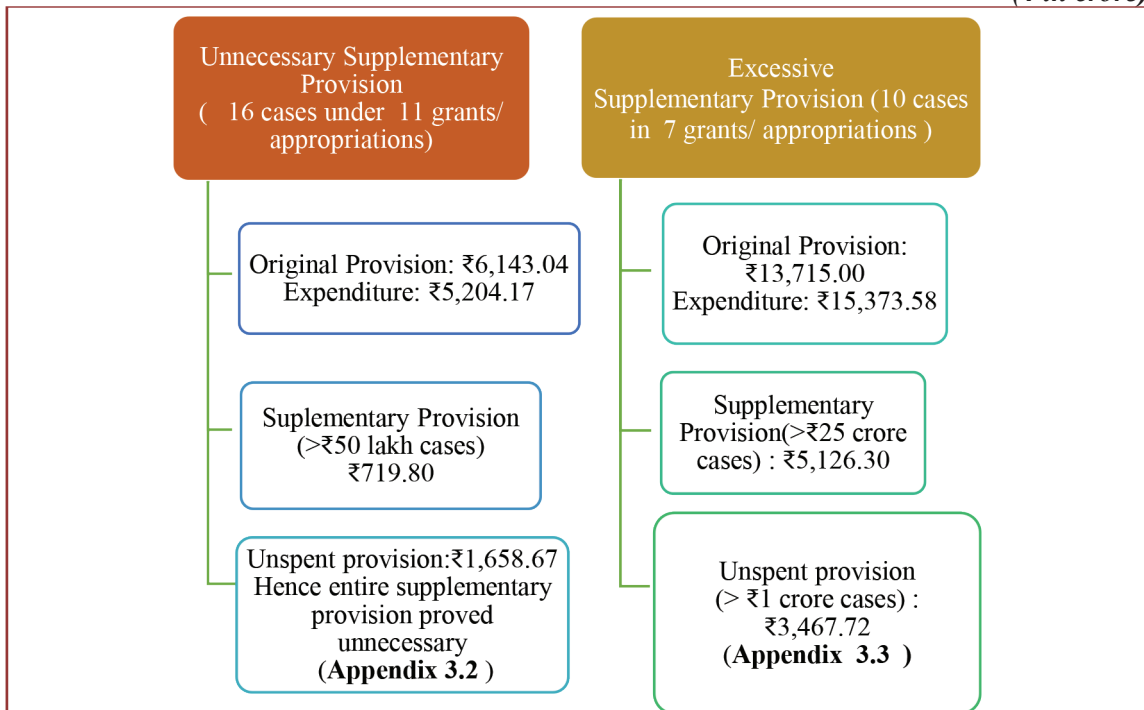 (₹ in crore)
Unnecessary Supplementary
Provision
( 16 cases under 11 grants/
appropriations)
Original Provision: ₹6,143.04
Expenditure: ₹5,204.17
Suplementary Provision
(>₹50 lakh cases)
₹719.80
Unspent provision:₹1,658.67
Hence entire supplementary
provision proved
unnecessary
(Appendix 3.2 )
Excessive
Supplementary Provision (10 cases
in 7 grants/ appropriations )
Original Provision:
₹13,715.00
Expenditure: ₹15,373.58
Supplementary
Provision(>₹25 crore
cases) : ₹5,126.30
Unspent provision
(> ₹1 crore cases) :
₹3,467.72
(Appendix 3.3 )